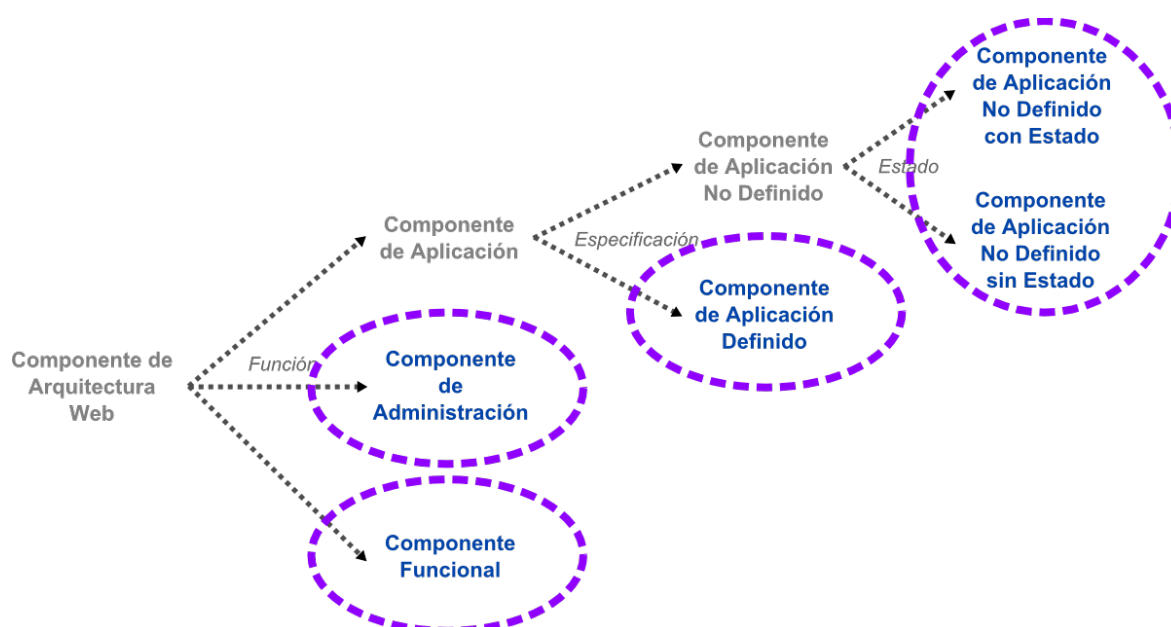 Componente
de Aplicación
No Definido
con Estado
Componente
de Aplicación
No Definido
Estado
Componente
de Aplicación
No Definido
sin Estado
Componente
de Aplicación
Especificación
Componente
de Aplicación
Definido
Componente de
Arquitectura
Web
Función
Componente
de
Administración
Componente
Funcional